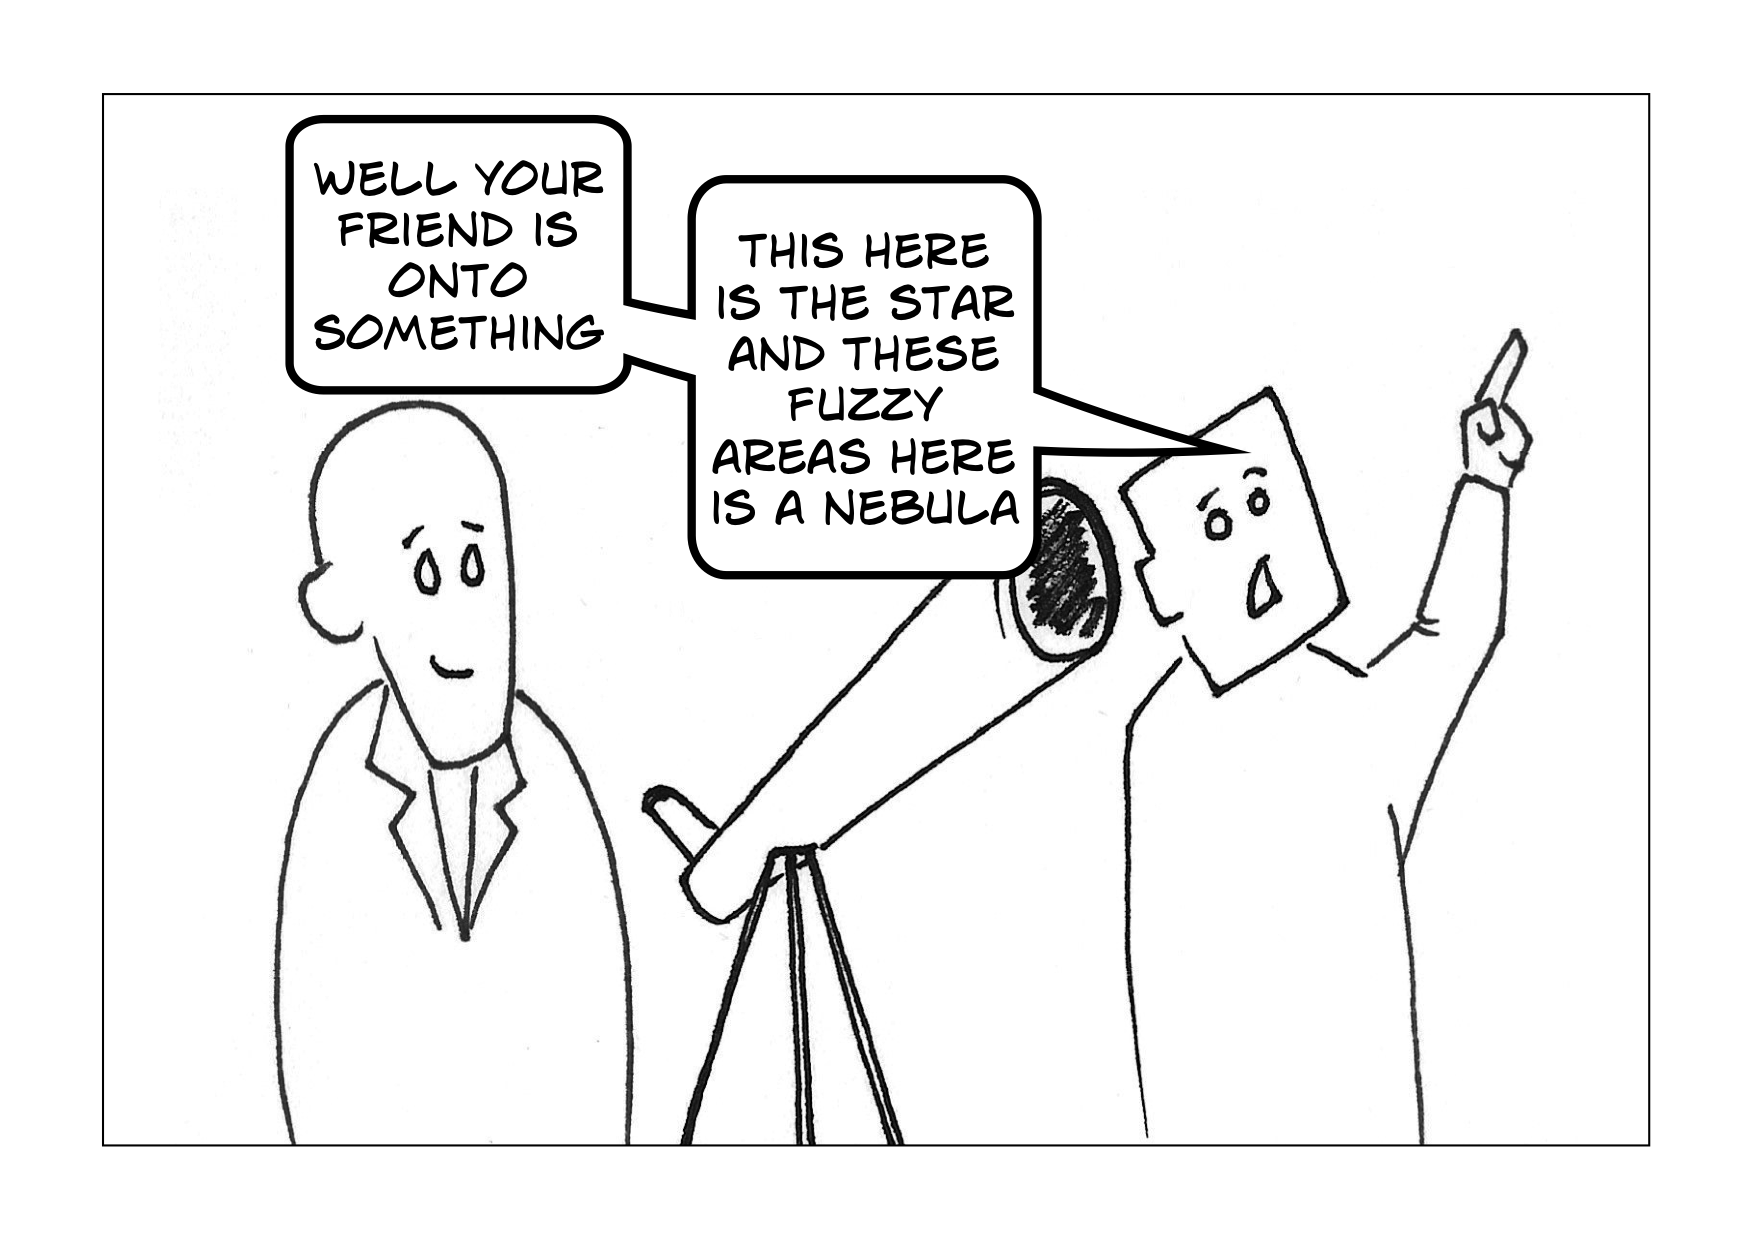 WELL YOUR
FRIEND IS
ONTO
SOMETHING
THIS HERE
IS THE STAR
AND THESE
FUZZY
AREAS HERE
IS A NEBULA